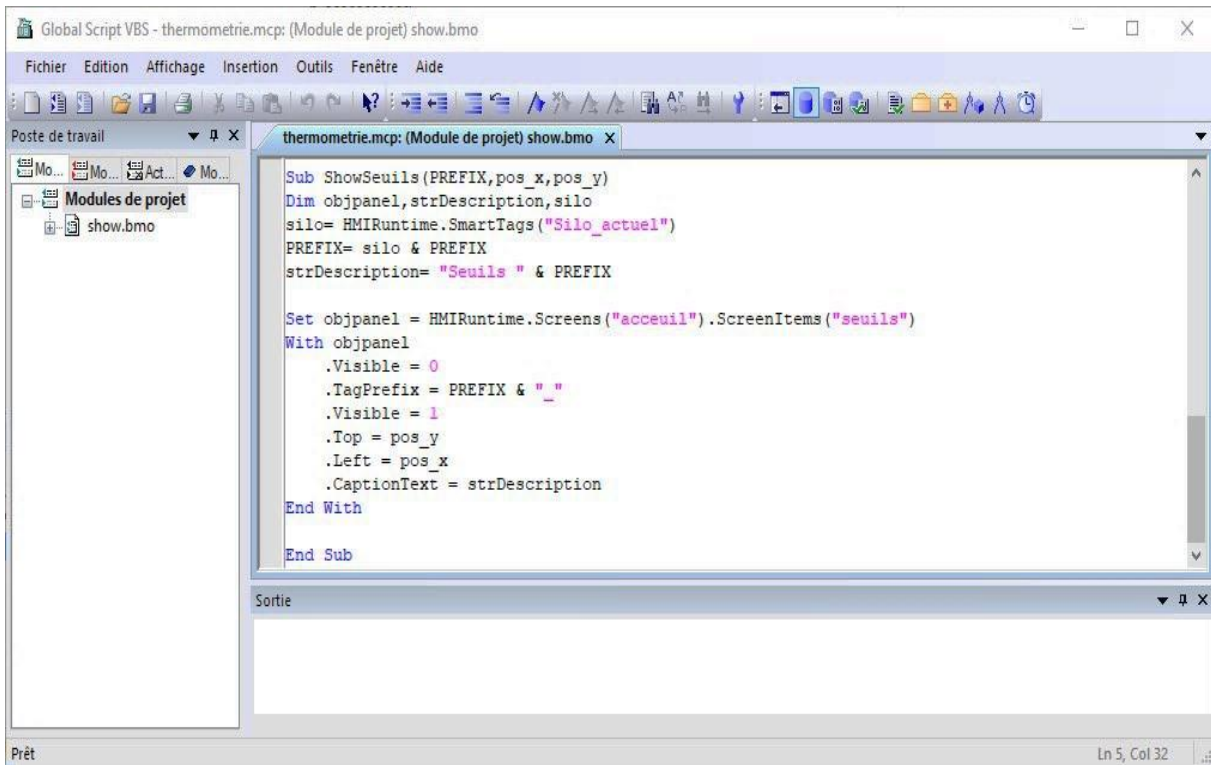 Global Script VBS - thermometrie.mcp: (Module de projet) show.bmo
Fichier Edition Affichage Insertion Outils Fenêtre Aide
Poste de travail
thermometrie.mcp: (Module de projet) show.bmo X
Mo... Mo... Act... Mo...
Modules de projet
show.bmo
Sub ShowSeuils(PREFIX,pos_x,pos_y)
Dim objpanel,strDescription,silo
silo= HMIRuntime.SmartTags("Silo_actuel")
PREFIX= silo & PREFIX
strDescription= "Seuils " & PREFIX
Set objpanel = HMIRuntime.Screens("acceuil").ScreenItems("seuils")
With objpanel
.Visible = 0
.TagPrefix = PREFIX & "_"
.Visible = 1
.Top = pos_y
.Left = pos_x
.CaptionText = strDescription
End With
End Sub
Sortie
Prêt
Ln 5, Col 32